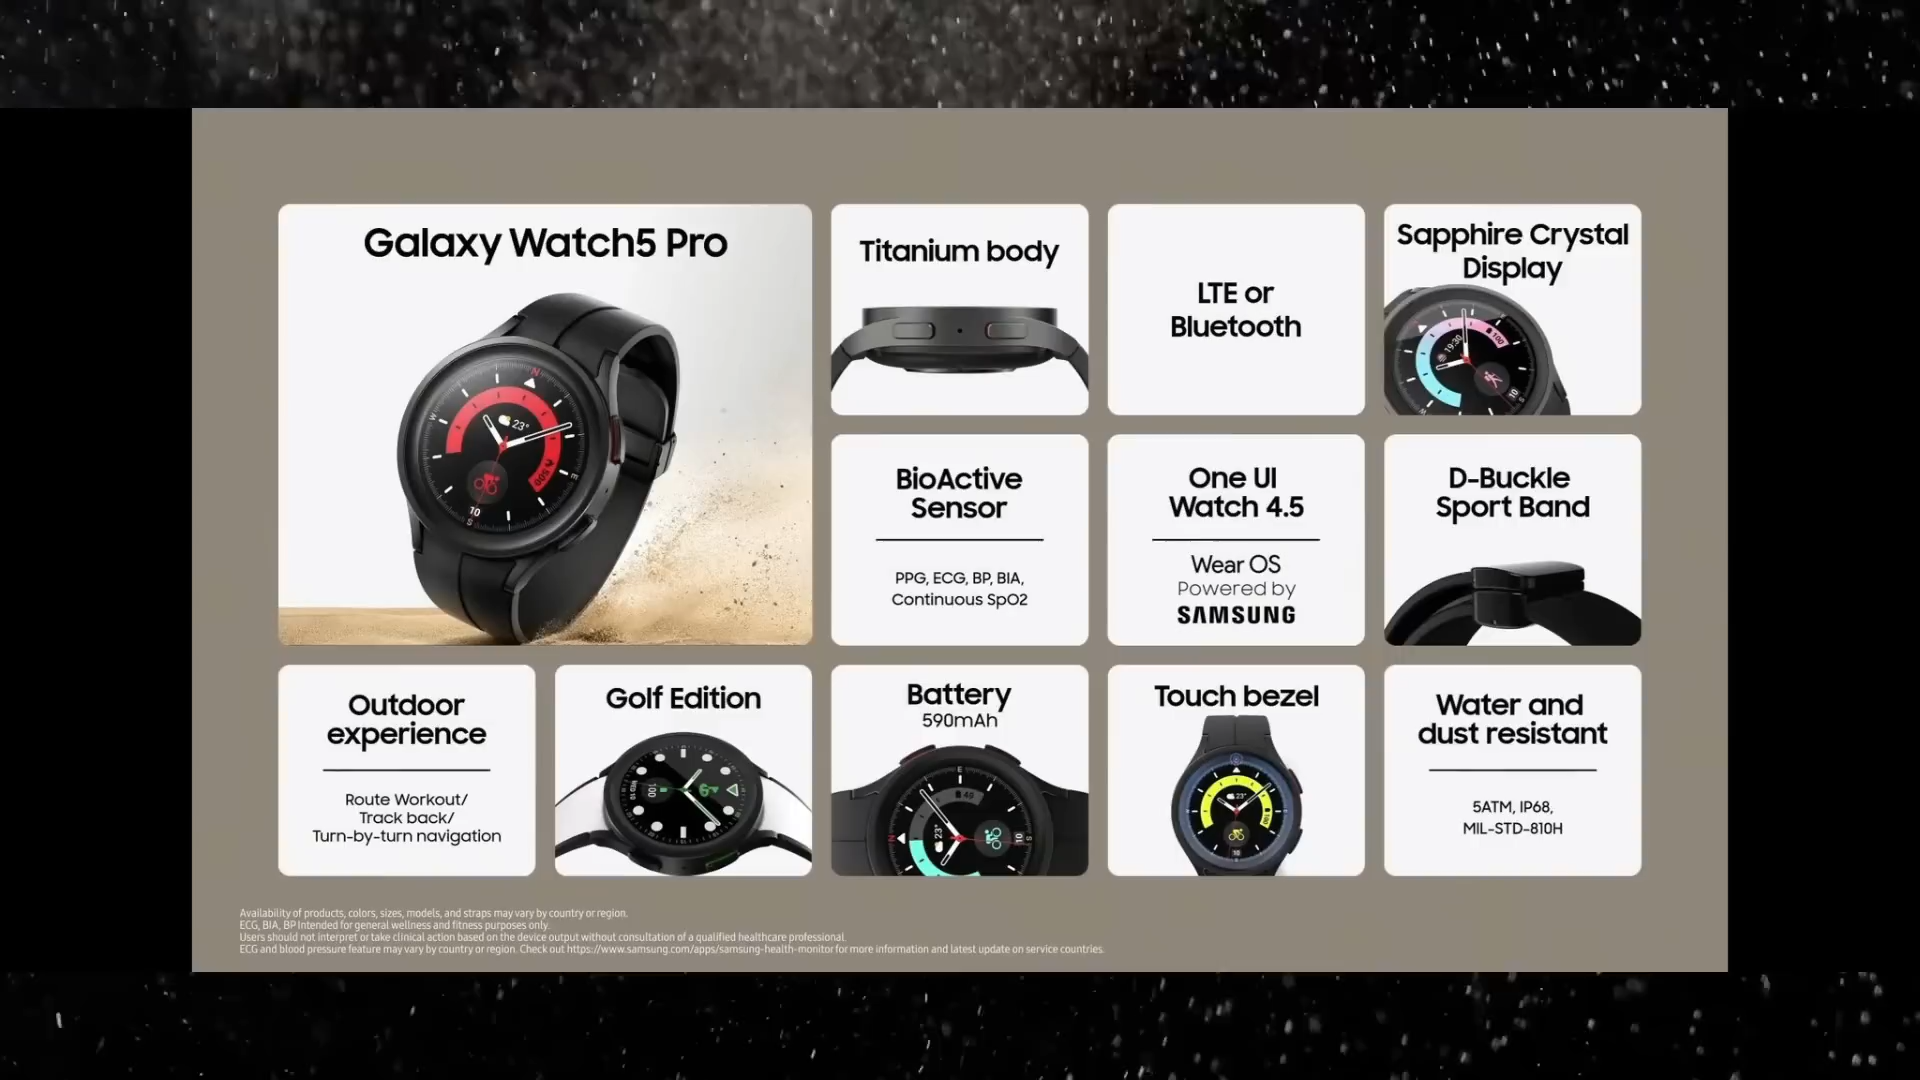 Galaxy Watch5 Pro
Titanium body
LTE or
Bluetooth
Sapphire Crystal
Display
BioActive
Sensor
PPG, ECG, BP, BIA,
Continuous SpO2
One UI
Watch 4.5
Wear OS
Powered by
SAMSUNG
D-Buckle
Sport Band
Outdoor
experience
Route Workout/
Track back/
Turn-by-turn navigation
Golf Edition
Battery
590mAh
Touch bezel
Water and
dust resistant
5ATM, IP68,
MIL-STD-810H
Availability of products, colors, sizes, models, and straps may vary by country or region.
ECG, BIA, BP Intended for general wellness and fitness purposes only.
Users should not interpret or take clinical action based on the device output without consultation of a qualified healthcare professional.
ECG and blood pressure feature may vary by country or region. Check out https://www.samsung.com/apps/samsung-health-monitor for more information and latest update on service countries.